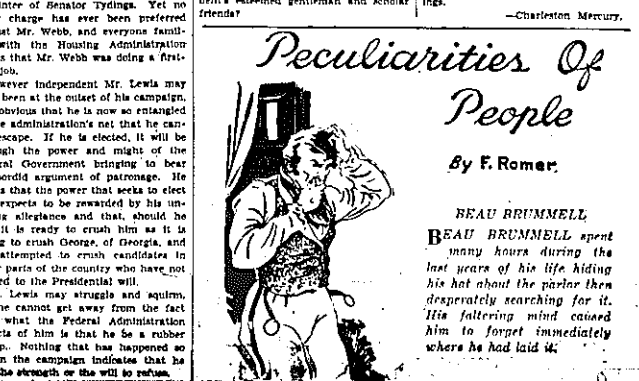 inter of Senator Tydings. Yet no
charge has ever been preferred
st Mr. Webb, and everyone famil-
with the Housing Administration
s that Mr. Webb was doing a first-
job.
wever independent Mr. Lewis may
been at the outset of his campaign,
obvious that he is now so entangled
e administration's net that he can-
escape. If he is elected, it will be
ugh the power and might of the
ral Government bringing to bear
sordid argument of patronage. He
s that the power that seeks to elect
expects to be rewarded by his un-
g allegiance and that, should he
it is ready to crush him as it is
g to crush George, of Georgia, and
attempted to crush candidates in
parts of the country who have not
ed to the Presidential will.
Lewis may struggle and squirm,
he cannot get away from the fact
what the Federal Administration
cts of him is that he be a rubber
p. Nothing that has happened so
n the campaign indicates that he
he strength or the will to refuse.
esteemed gentleman and scholar
friends?
ings.
—Charleston Mercury.
Peculiarities Of
People
By F. Romer
BEAU BRUMMELL
BEAU BRUMMELL spent
many hours during the
last years of his life hiding
his hat about the parlor then
desperately searching for it.
His faltering mind caused
him to forget immediately
where he had laid it.